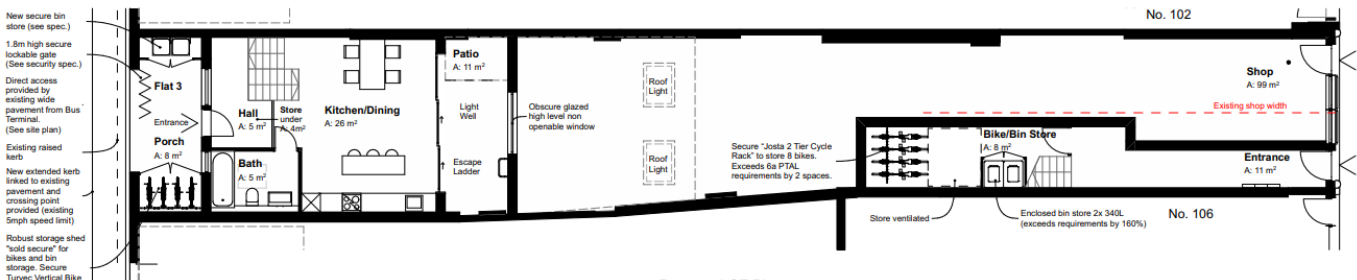 New secure bin
store (see spec.)
1.8m high secure
lockable gate
(See security spec.)
Direct access
provided by
existing wide
pavement from Bus
Terminal.
(See site plan)
Existing raised
kerb
New extended kerb
linked to existing
pavement and
crossing point
provided (existing
5mph speed limit)
Robust storage shed
"sold secure" for
bikes and bin
storage. Secure
Turvec Vertical Bike
Flat 3
Entrance
Porch
A: 8 m²
Hall
A: 5 m²
Store
under
A: 4m²
Bath
A: 5 m²
Kitchen/Dining
A: 26 m²
Patio
A: 11 m²
Light
Well
Escape
Ladder
Obscure glazed
high level non
openable window
Roof
Light
Roof
Light
Secure "Josta 2 Tier Cycle
Rack" to store 8 bikes.
Exceeds 6a PTAL
requirements by 2 spaces.
Bike/Bin Store
A: 8 m²
Store ventilated
Enclosed bin store 2x 340L
(exceeds requirements by 160%)
No. 102
Shop
A: 99 m²
Existing shop width
Entrance
A: 11 m²
No. 106